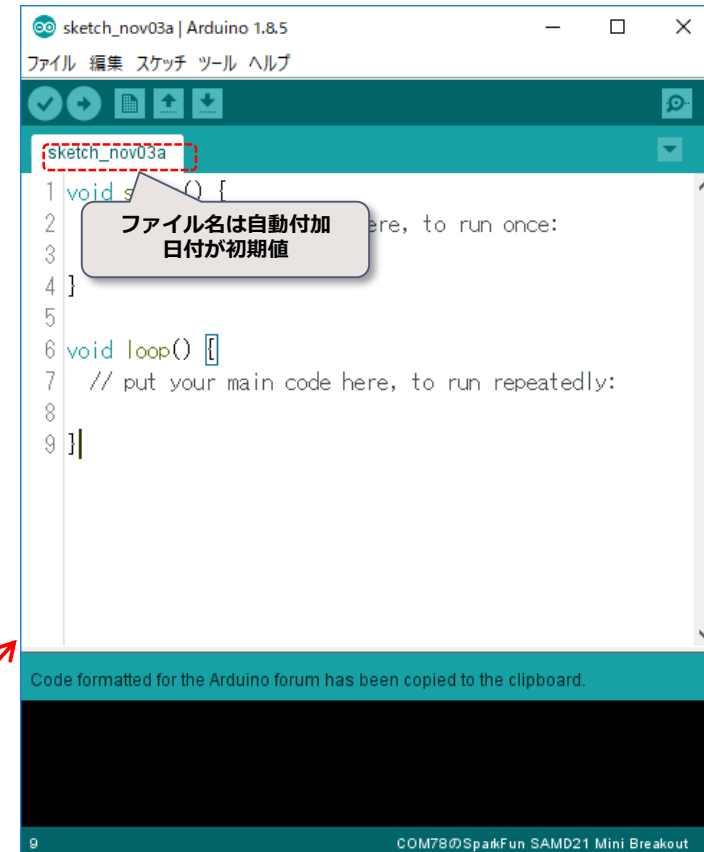 sketch_nov03a | Arduino 1.8.5
ファイル 編集 スケッチ ツール ヘルプ
sketch_nov03a
1 void s () {
ファイル名は自動付加
日付が初期値
2 ere, to run once:
3
4 }
5
6 void loop() {
7 // put your main code here, to run repeatedly:
8
9 }
Code formatted for the Arduino forum has been copied to the clipboard.
9 COM78のSparkFun SAMD21 Mini Breakout